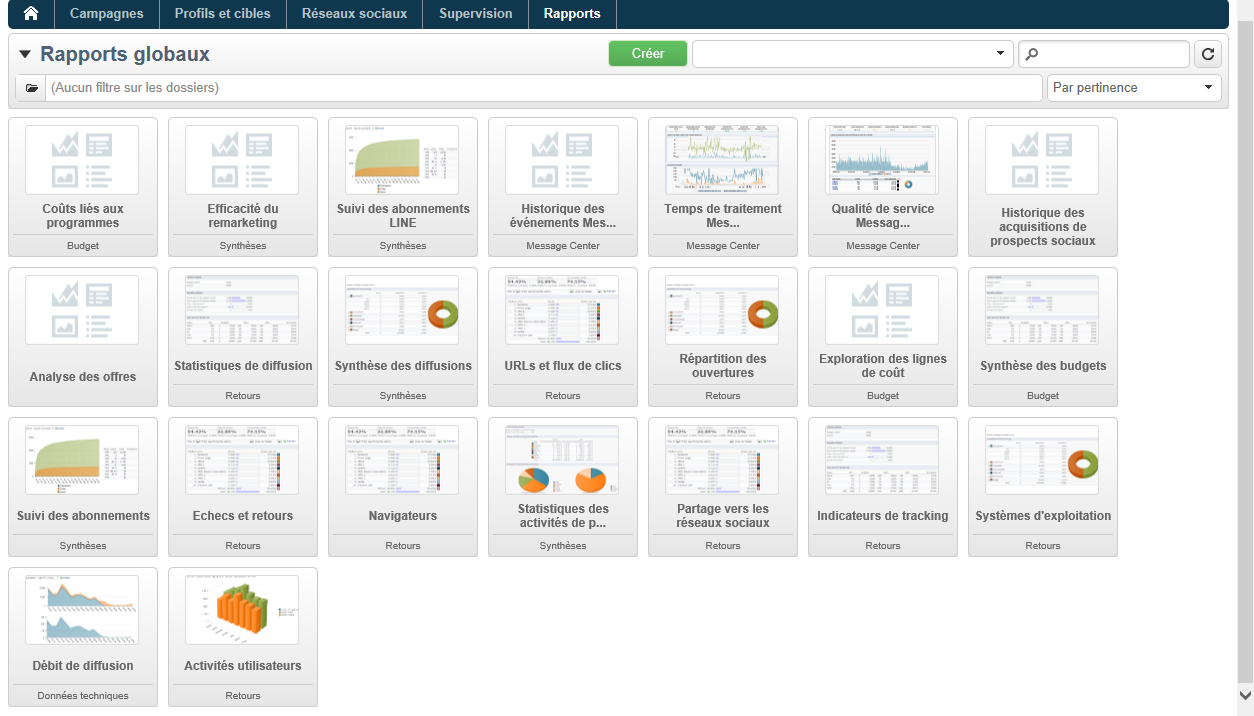 Campagnes Profils et cibles Réseaux sociaux Supervision Rapports
Rapports globaux
Créer
(Aucun filtre sur les dossiers)
Par pertinence
Coûts liés aux
programmes
Budget
Efficacité du
remarketing
Synthèses
Suivi des abonnements
LINE
Synthèses
Historique des
événements Mes...
Message Center
Temps de traitement
Mes...
Message Center
Qualité de service
Messag...
Message Center
Historique des
acquisitions de
prospects sociaux
Analyse des offres
Statistiques de diffusion
Retours
Synthèse des diffusions
Synthèses
URLs et flux de clics
Retours
Répartition des
ouvertures
Retours
Exploration des lignes
de coût
Budget
Synthèse des budgets
Budget
Suivi des abonnements
Synthèses
Echecs et retours
Retours
Navigateurs
Retours
Statistiques des
activités de p...
Synthèses
Partage vers les
réseaux sociaux
Retours
Indicateurs de tracking
Retours
Systèmes d'exploitation
Retours
Débit de diffusion
Données techniques
Activités utilisateurs
Retours